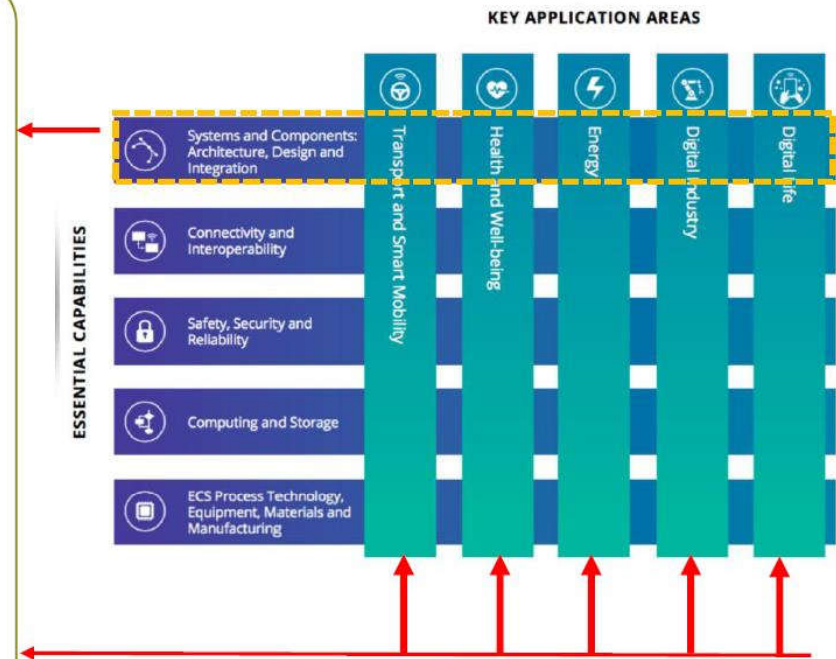 KEY APPLICATION AREAS
ESSENTIAL CAPABILITIES
Systems and Components:
Architecture, Design and
Integration
Connectivity and
Interoperability
Safety, Security and
Reliability
Computing and Storage
ECS Process Technology,
Equipment, Materials and
Manufacturing
Transport and Smart Mobility
Health and Well-being
Energy
Digital Industry
Digital Life